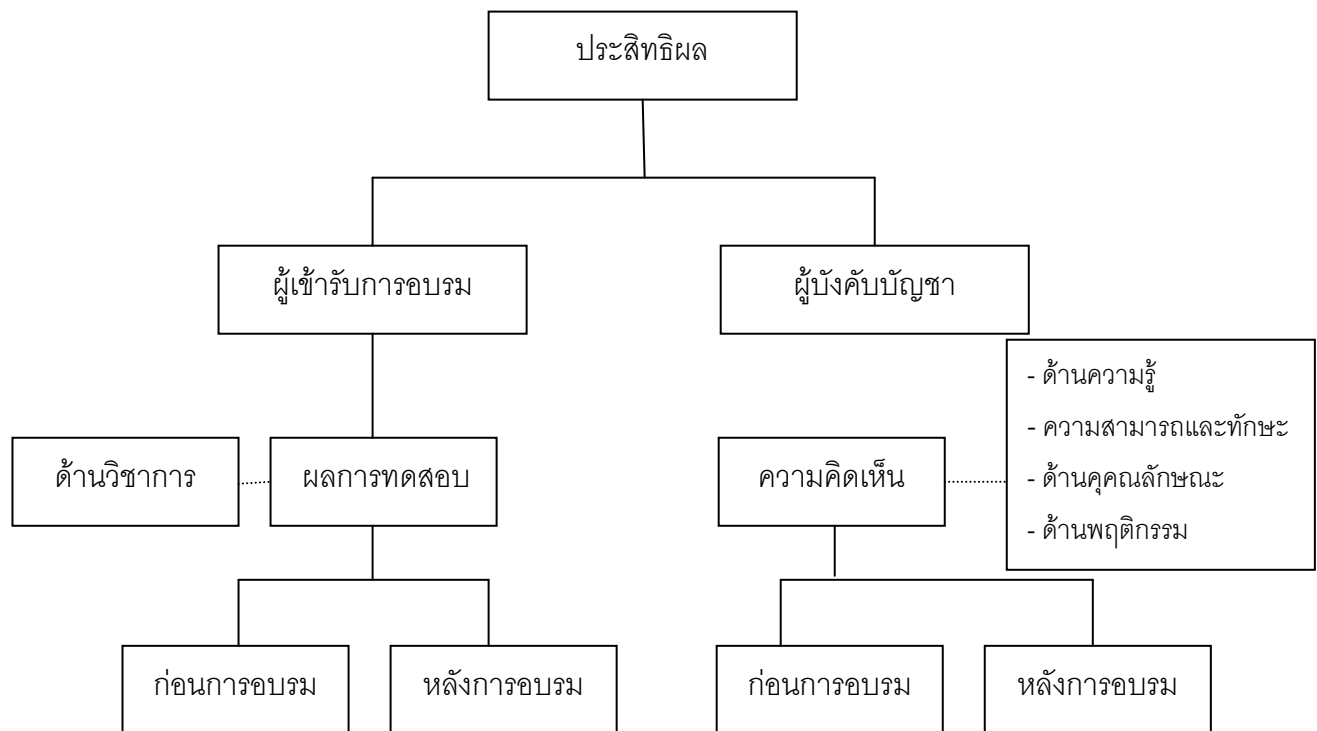 ประสิทธิผล
ผู้เข้ารับการอบรม
ผู้บังคับบัญชา
- ด้านความรู้
- ความสามารถและทักษะ
- ด้านคุคณลักษณะ
- ด้านพฤติกรรม
ด้านวิชาการ
ผลการทดสอบ
ความคิดเห็น
ก่อนการอบรม
หลังการอบรม
ก่อนการอบรม
หลังการอบรม